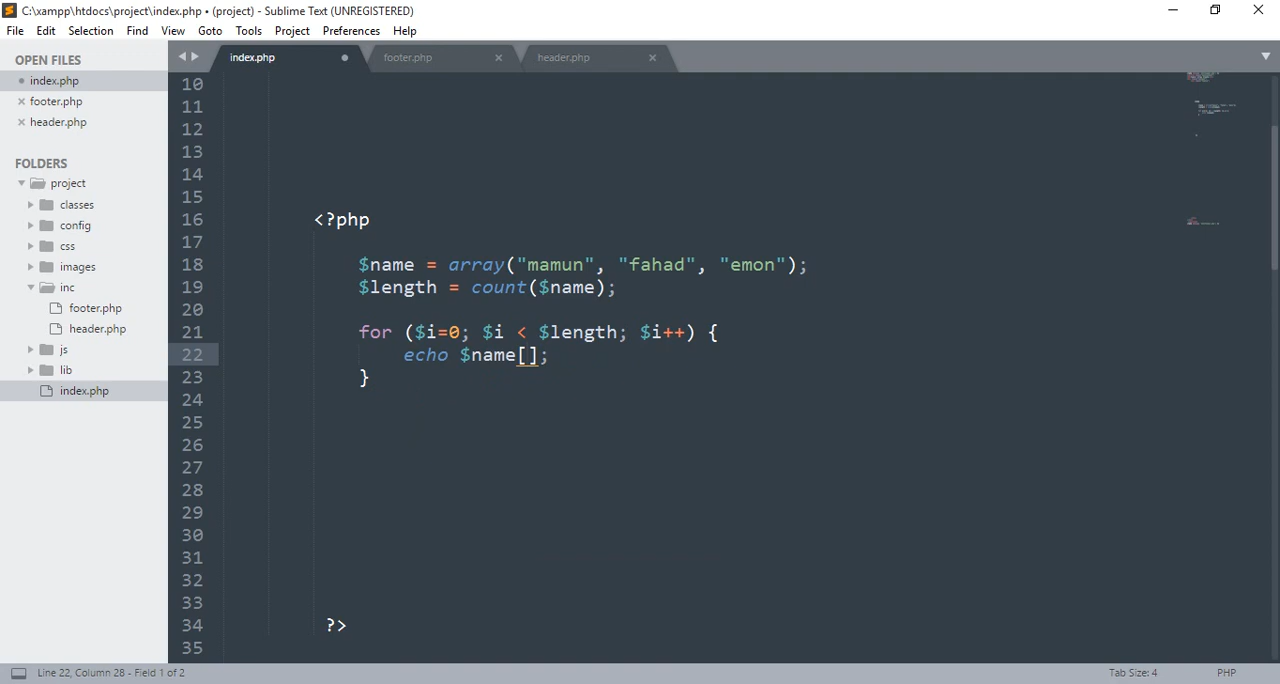 C:\xampp\htdocs\project\index.php • (project) - Sublime Text (UNREGISTERED)
File Edit Selection Find View Goto Tools Project Preferences Help
OPEN FILES
index.php
footer.php
header.php
FOLDERS
project
classes
config
css
images
inc
footer.php
header.php
js
lib
index.php
index.php footer.php header.php
10
11
12
13
14
15
16 <?php
17
18 $name = array("mamun", "fahad", "emon");
19 $length = count($name);
20
21 for ($i=0; $i < $length; $i++) {
22 echo $name[];
23 }
24
25
26
27
28
29
30
31
32
33
34 ?>
35
Line 22, Column 28 - Field 1 of 2 Tab Size: 4 PHP